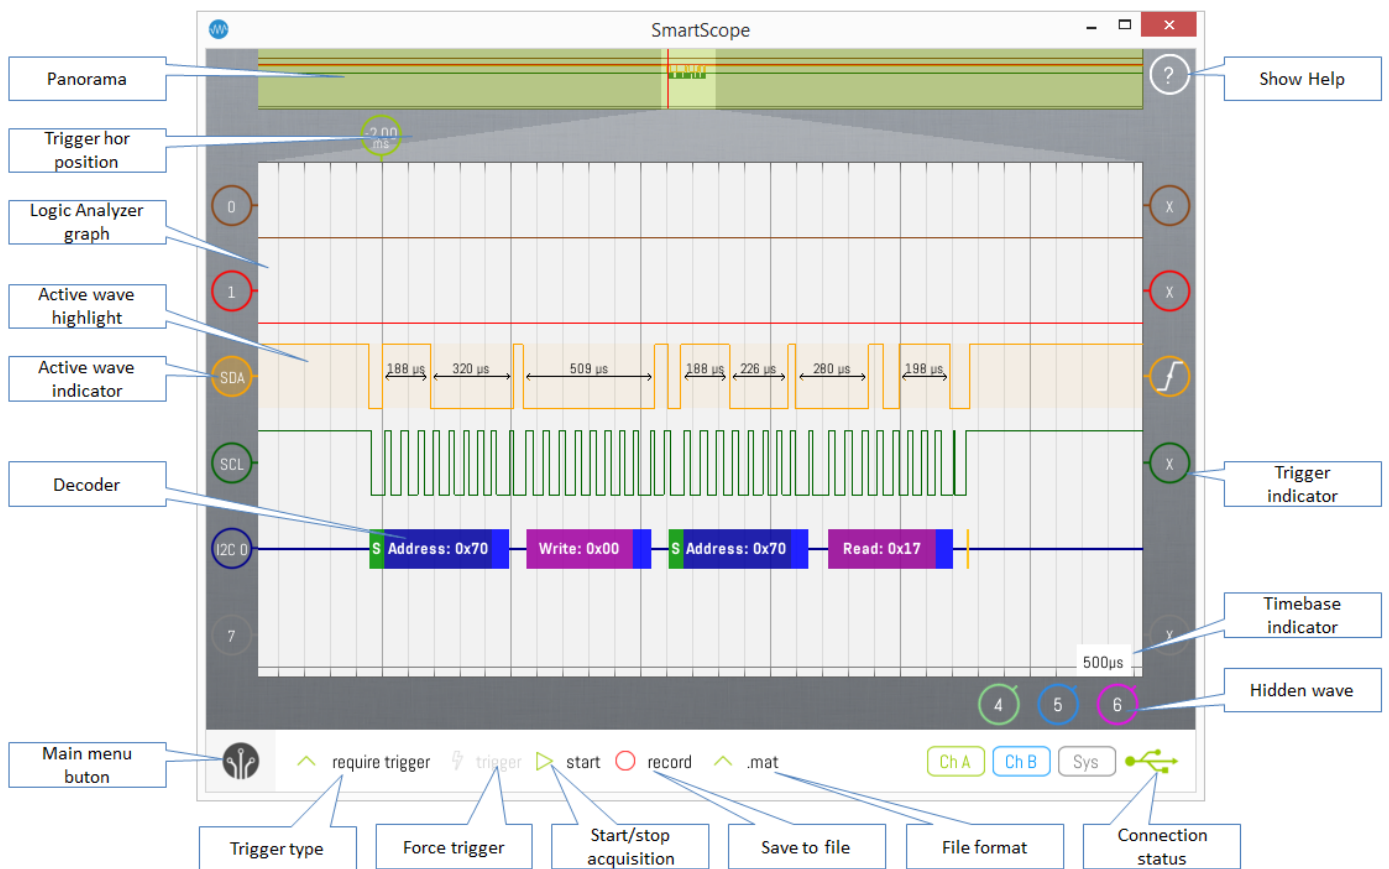 SmartScope
Panorama
?
Show Help
-2.00
ms
Trigger hor
position
0
X
Logic Analyzer
graph
1
X
Active wave
highlight
188 µs
320 µs
509 µs
188 µs
226 µs
280 µs
198 µs
SDA
Active wave
indicator
SCL
X
Trigger
indicator
Decoder
I2C 0
S Address: 0x70
Write: 0x00
S Address: 0x70
Read: 0x17
Timebase
indicator
7
X
500µs
4
5
6
Hidden wave
Main menu
buton
require trigger
trigger
start
record
.mat
Ch A
Ch B
Sys
Trigger type
Force trigger
Start/stop
acquisition
Save to file
File format
Connection
status